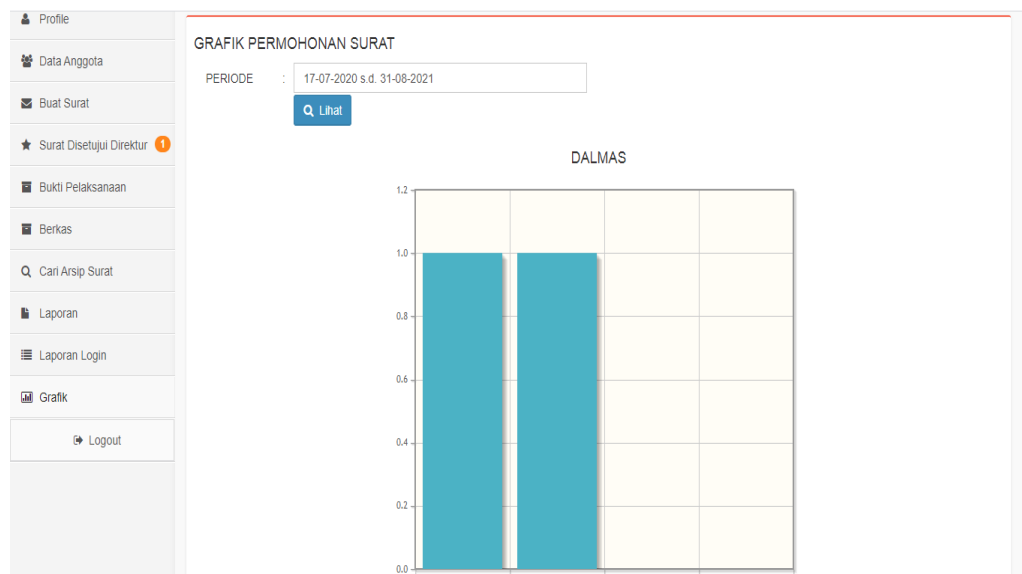 Profile
Data Anggota
Buat Surat
Surat Disetujui Direktur 1
Bukti Pelaksanaan
Berkas
Cari Arsip Surat
Laporan
Laporan Login
Grafik
Logout
GRAFIK PERMOHONAN SURAT
PERIODE : 17-07-2020 s.d. 31-08-2021
Lihat
DALMAS
1.2
1.0
0.8
0.6
0.4
0.2
0.0